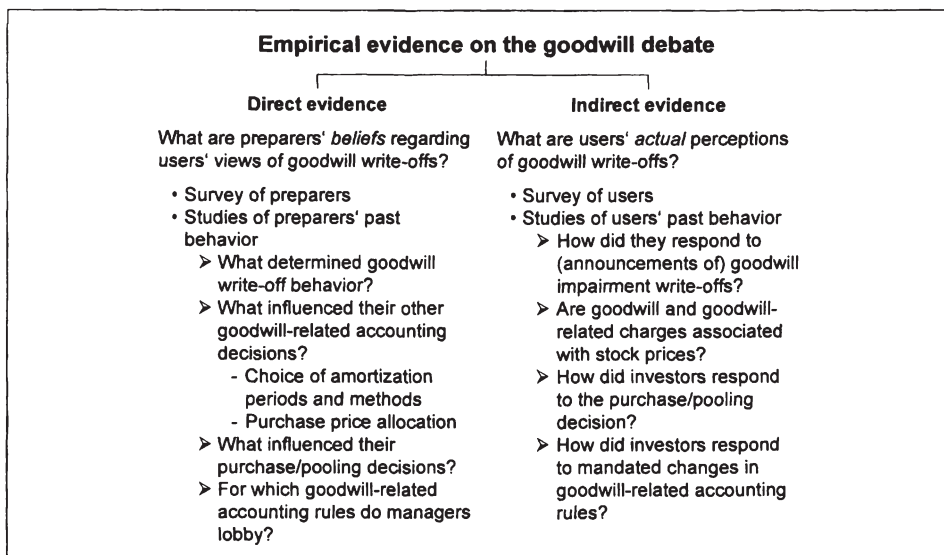 Empirical evidence on the goodwill debate
Direct evidence
What are preparers' beliefs regarding
users' views of goodwill write-offs?
• Survey of preparers
• Studies of preparers' past
behavior
➢ What determined goodwill
write-off behavior?
➢ What influenced their other
goodwill-related accounting
decisions?
- Choice of amortization
periods and methods
- Purchase price allocation
➢ What influenced their
purchase/pooling decisions?
➢ For which goodwill-related
accounting rules do managers
lobby?
Indirect evidence
What are users' actual perceptions
of goodwill write-offs?
• Survey of users
• Studies of users' past behavior
➢ How did they respond to
(announcements of) goodwill
impairment write-offs?
➢ Are goodwill and goodwill-
related charges associated
with stock prices?
➢ How did investors respond
to the purchase/pooling
decision?
➢ How did investors respond
to mandated changes in
goodwill-related accounting
rules?